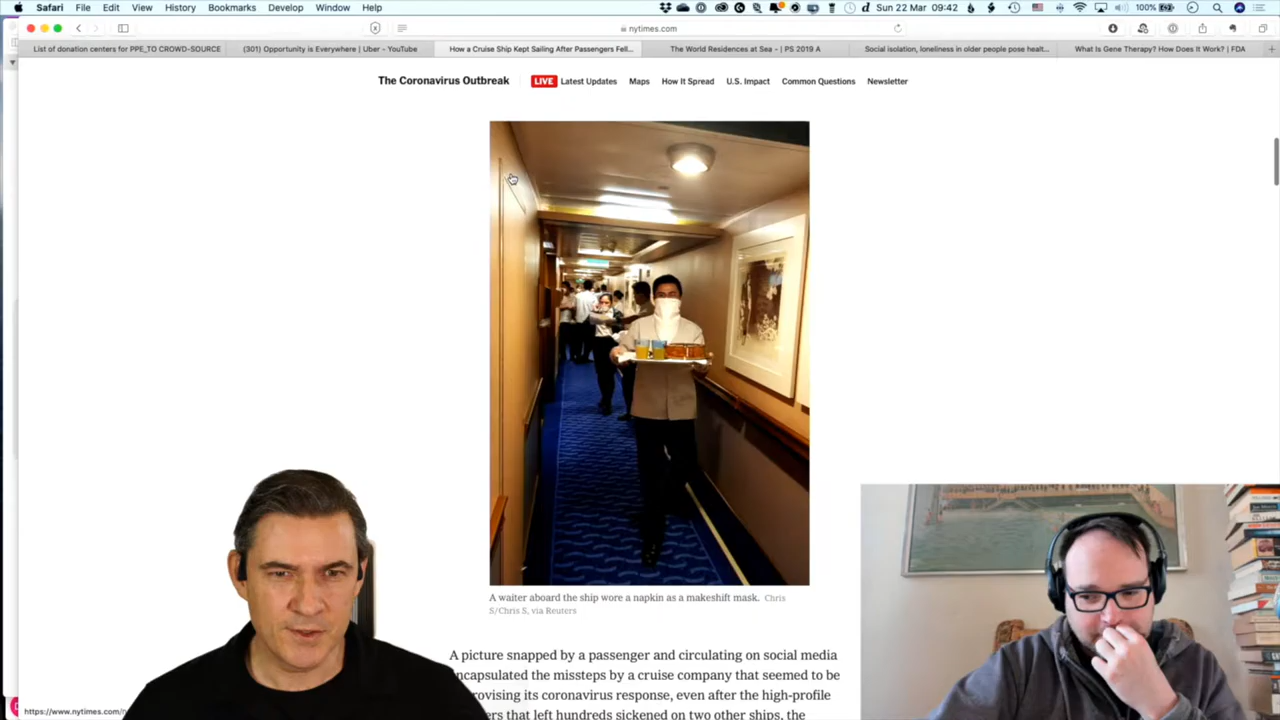 Safari File Edit View History Bookmarks Develop Window Help 100% Sun 22 Mar 09:42
nytimes.com
List of donation centers for PPE_TO CROWD-SOURCE
(301) Opportunity is Everywhere | Uber - YouTube
How a Cruise Ship Kept Sailing After Passengers Fell...
The World Residences at Sea - | PS 2019 A
Social isolation, loneliness in older people pose healt...
What Is Gene Therapy? How Does It Work? | FDA
The Coronavirus Outbreak LIVE Latest Updates Maps How It Spread U.S. Impact Common Questions Newsletter
A waiter aboard the ship wore a napkin as a makeshift mask. Chris
S/Chris S, via Reuters
A picture snapped by a passenger and circulating on social media
encapsulated the missteps by a cruise company that seemed to be
rovising its coronavirus response, even after the high-profile
ers that left hundreds sickened on two other ships, the
https://www.nytimes.com/